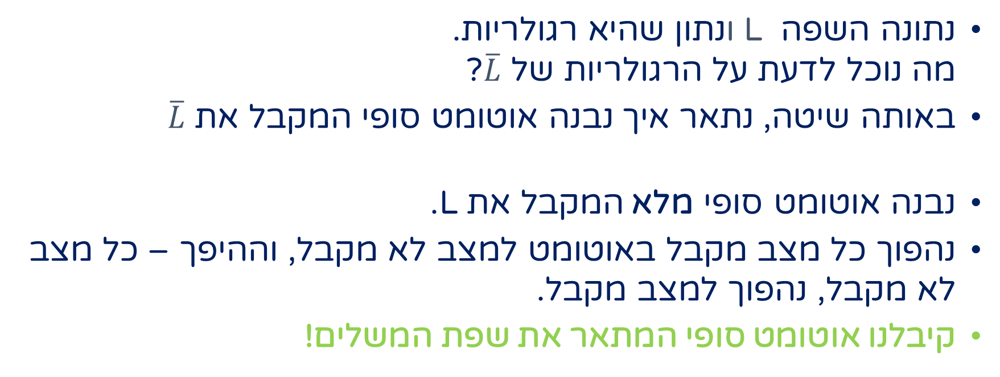 • נתונה השפה L ונתון שהיא רגולריות.
מה נוכל לדעת על הרגולריות של L̅?
• באותה שיטה, נתאר איך נבנה אוטומט סופי המקבל את L̅
• נבנה אוטומט סופי מלא המקבל את L.
• נהפוך כל מצב מקבל באוטומט למצב לא מקבל, וההיפך – כל מצב
לא מקבל, נהפוך למצב מקבל.
• קיבלנו אוטומט סופי המתאר את שפת המשלים!